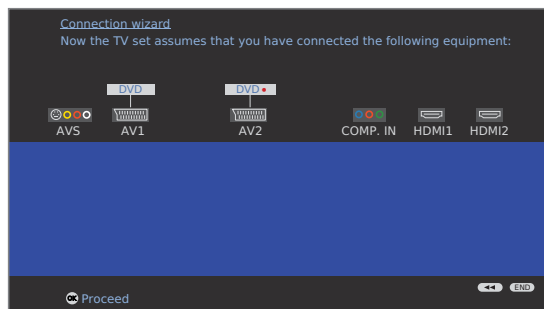 Connection wizard
Now the TV set assumes that you have connected the following equipment:
DVD DVD
AVS AV1 AV2 COMP. IN HDMI1 HDMI2
END
OK Proceed